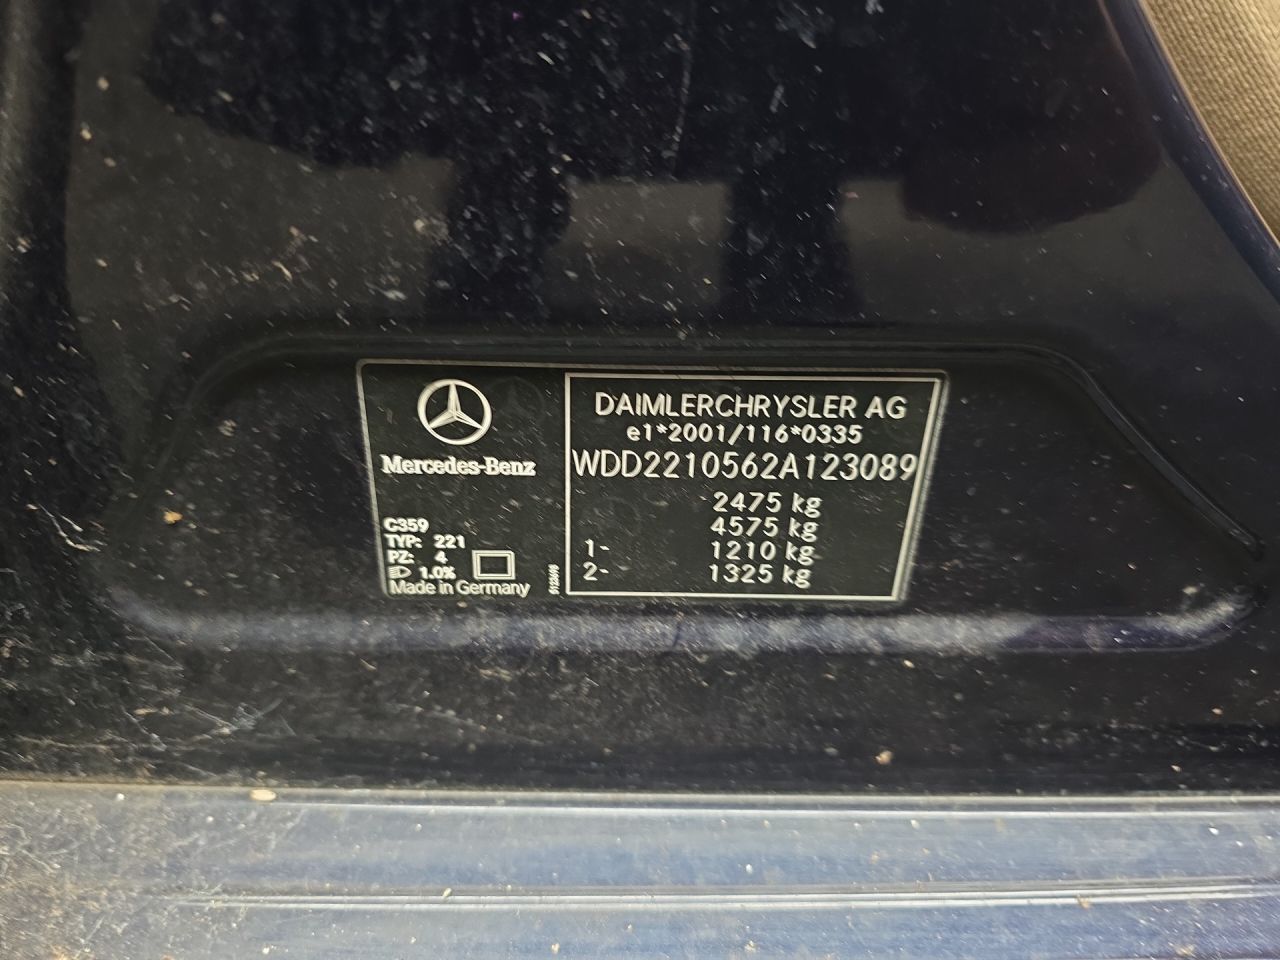 Mercedes-Benz
C359
TYP: 221
PZ: 4
1.0%
Made in Germany
DAIMLERCHRYSLER AG
e1*2001/116*0335
WDD2210562A123089
2475 kg
4575 kg
1- 1210 kg
2- 1325 kg